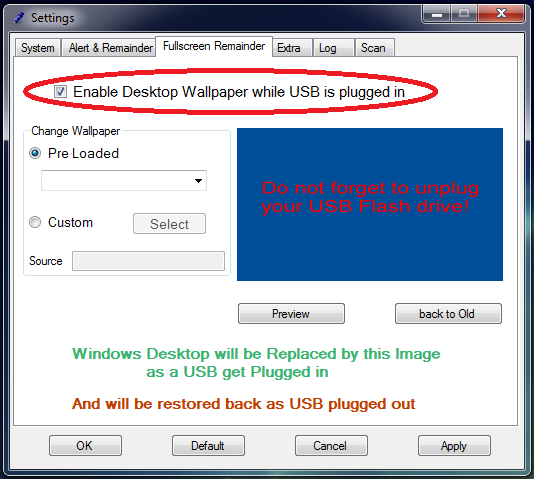 Settings
System Alert & Remainder Fullscreen Remainder Extra Log Scan
Enable Desktop Wallpaper while USB is plugged in
Change Wallpaper
Pre Loaded
Do not forget to unplug
your USB Flash drive!
Custom Select
Source
Preview back to Old
Windows Desktop will be Replaced by this Image
as a USB get Plugged in
And will be restored back as USB plugged out
OK Default Cancel Apply